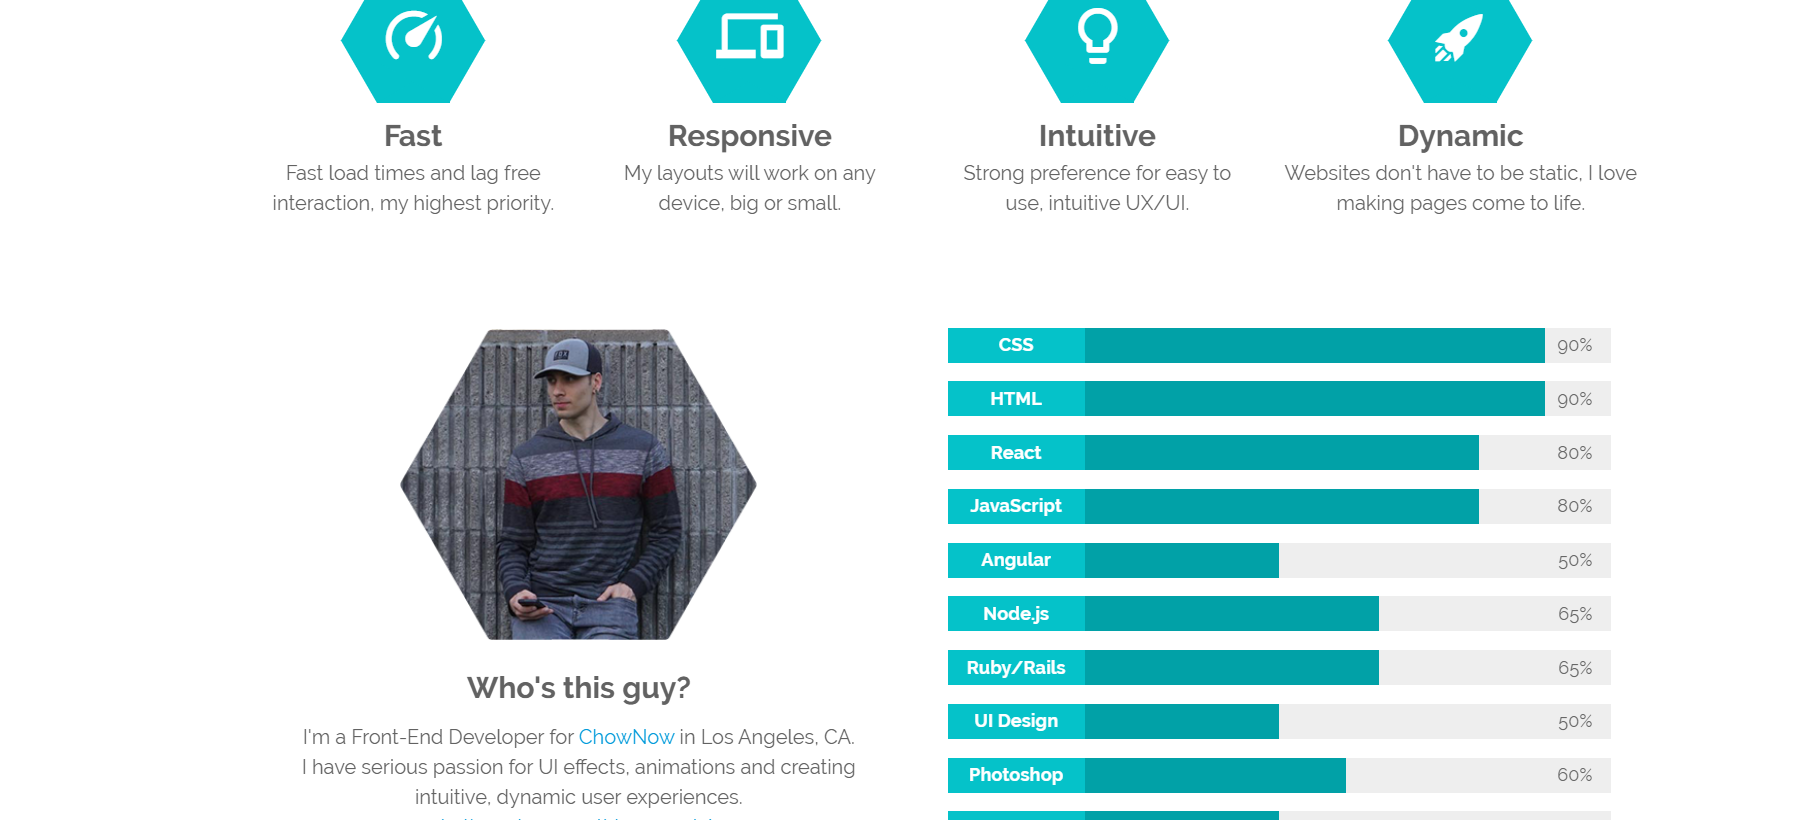 Fast
Fast load times and lag free
interaction, my highest priority.
Responsive
My layouts will work on any
device, big or small.
Intuitive
Strong preference for easy to
use, intuitive UX/UI.
Dynamic
Websites don't have to be static, I love
making pages come to life.
FOX
Who's this guy?
I'm a Front-End Developer for ChowNow in Los Angeles, CA.
I have serious passion for UI effects, animations and creating
intuitive, dynamic user experiences.
CSS 90%
HTML 90%
React 80%
JavaScript 80%
Angular 50%
Node.js 65%
Ruby/Rails 65%
UI Design 50%
Photoshop 60%